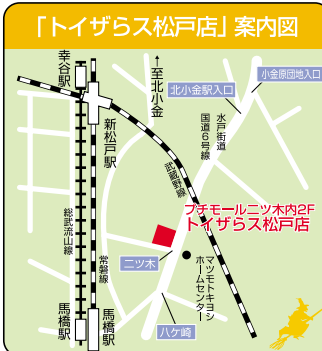 「トイザらス松戸店」案内図
幸谷駅
↑至北小金
小金原団地入口
北小金駅入口
新松戸駅
水戸街道
国道6号線
武蔵野線
プチモール二ツ木内2F
トイザらス松戸店
総武流山線
常磐線
二ツ木
マツモトキヨシ
ホームセンター
馬橋駅
馬橋駅
八ケ崎